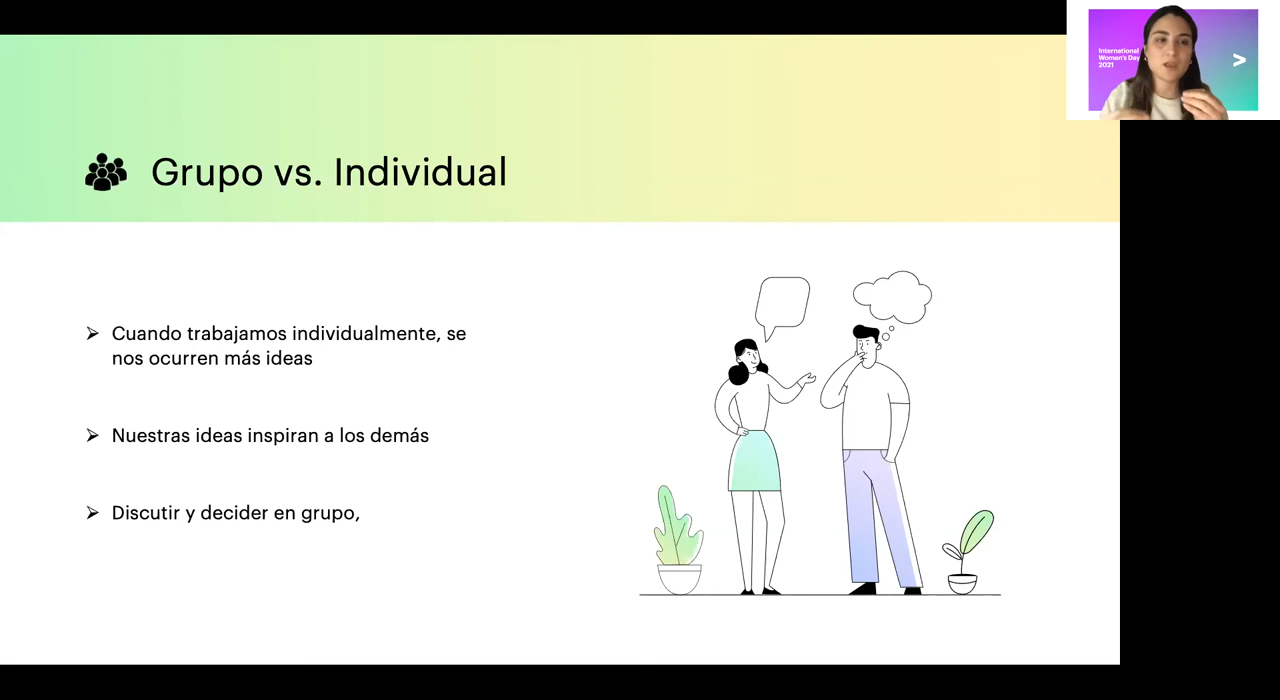 Grupo vs. Individual
Cuando trabajamos individualmente, se
nos ocurren más ideas
Nuestras ideas inspiran a los demás
Discutir y decider en grupo,
International
Women's Day
2021